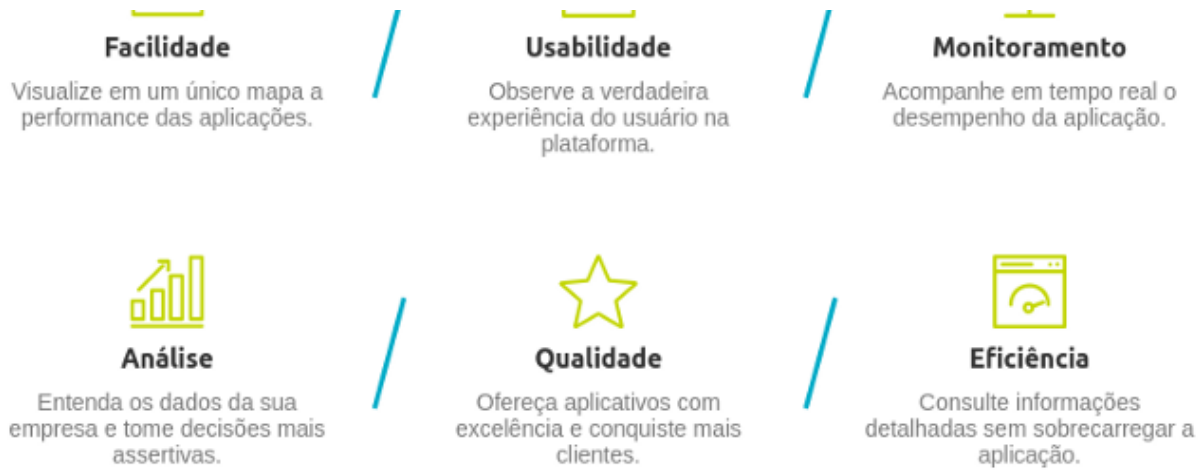 Facilidade
Visualize em um único mapa a
performance das aplicações.
Usabilidade
Observe a verdadeira
experiência do usuário na
plataforma.
Monitoramento
Acompanhe em tempo real o
desempenho da aplicação.
Análise
Entenda os dados da sua
empresa e tome decisões mais
assertivas.
Qualidade
Ofereça aplicativos com
excelência e conquiste mais
clientes.
Eficiência
Consulte informações
detalhadas sem sobrecarregar a
aplicação.